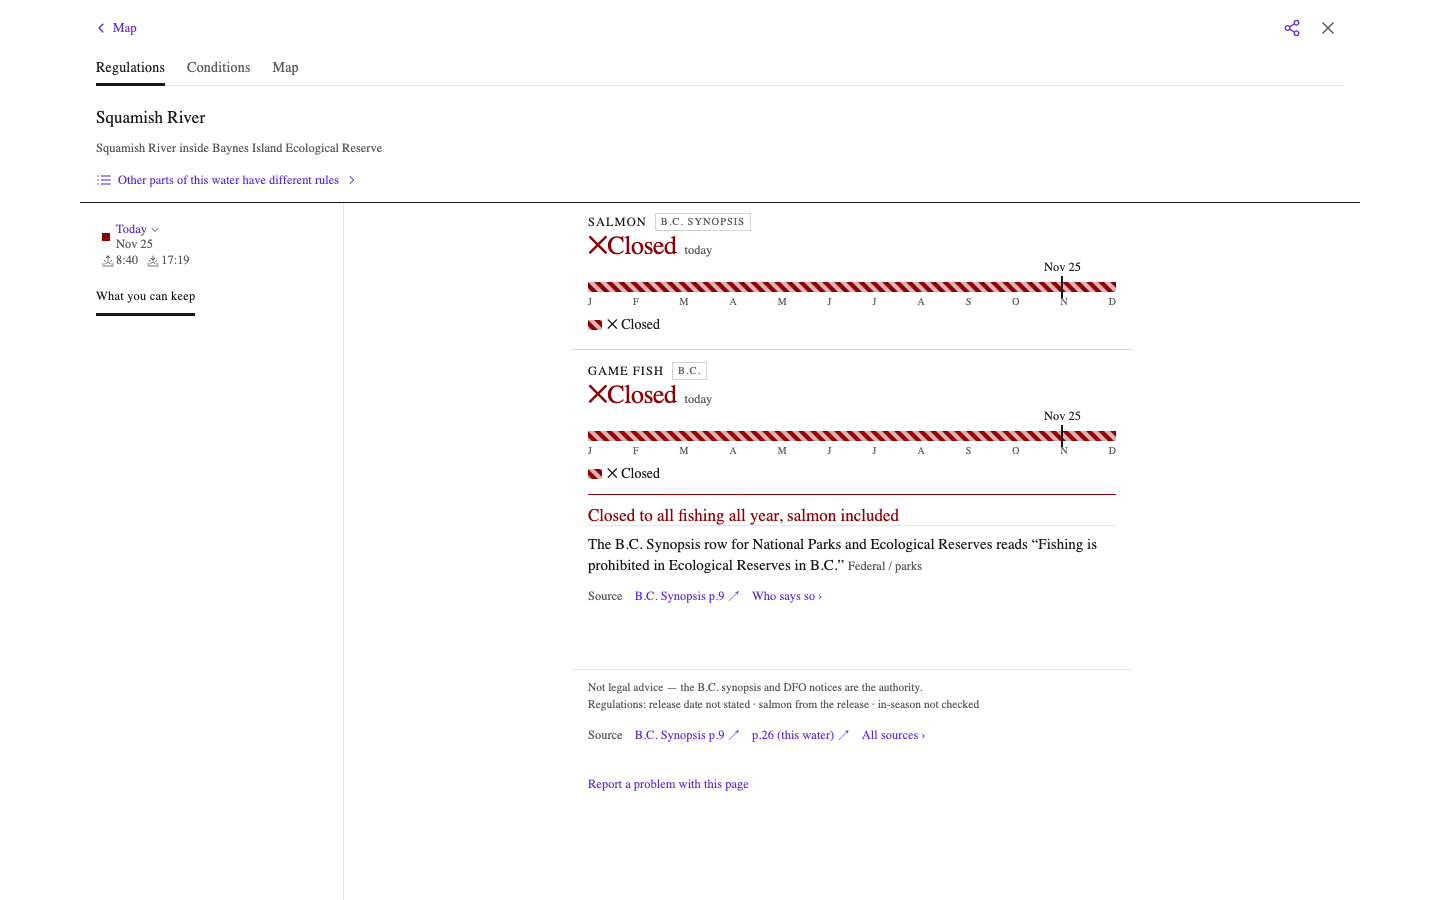 Map
Regulations Conditions Map
Squamish River
Squamish River inside Baynes Island Ecological Reserve
Other parts of this water have different rules
Today
Nov 25
8:40 17:19
What you can keep
SALMON B.C. SYNOPSIS
Closed today
Nov 25
J F M A M J J A S O N D
Closed
GAME FISH B.C.
Closed today
Nov 25
J F M A M J J A S O N D
Closed
Closed to all fishing all year, salmon included
The B.C. Synopsis row for National Parks and Ecological Reserves reads “Fishing is
prohibited in Ecological Reserves in B.C.” Federal / parks
Source B.C. Synopsis p.9 ↗ Who says so ›
Not legal advice — the B.C. synopsis and DFO notices are the authority.
Regulations: release date not stated · salmon from the release · in-season not checked
Source B.C. Synopsis p.9 ↗ p.26 (this water) ↗ All sources ›
Report a problem with this page